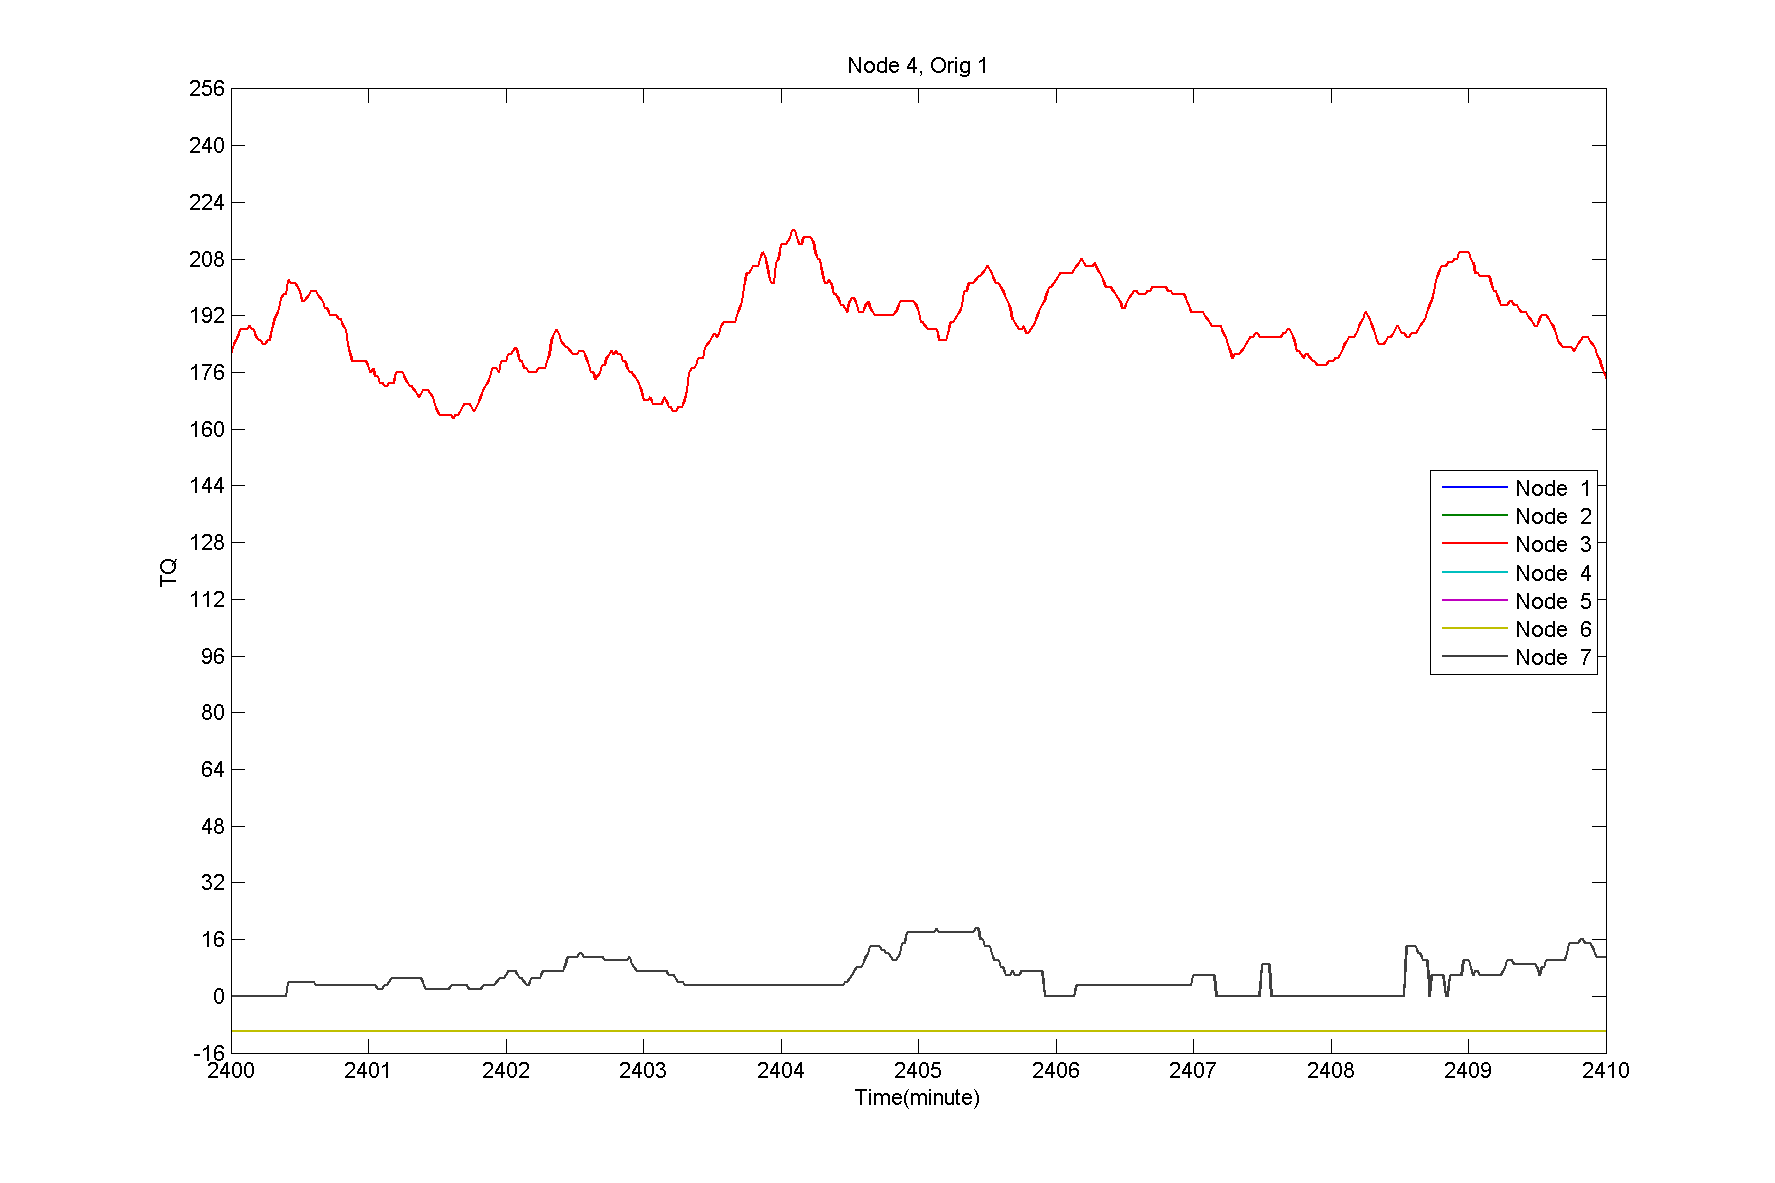 Node 4, Orig 1
256
240
224
208
192
176
160
144
128
112
96
80
64
48
32
16
0
-16
TQ
Node 1
Node 2
Node 3
Node 4
Node 5
Node 6
Node 7
2400 2401 2402 2403 2404 2405 2406 2407 2408 2409 2410
Time(minute)